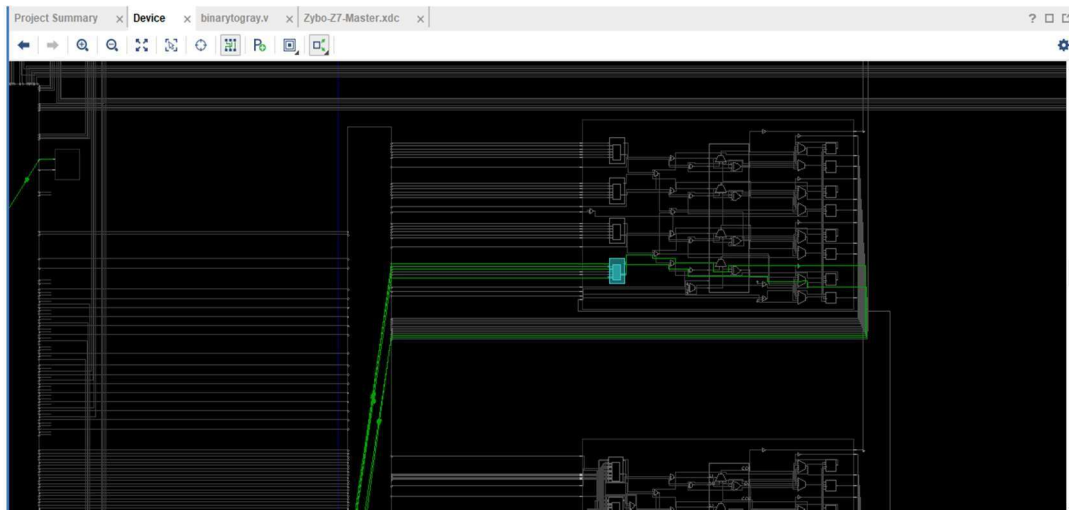 Project Summary × Device × binarytogray.v × Zybo-Z7-Master.xdc ×